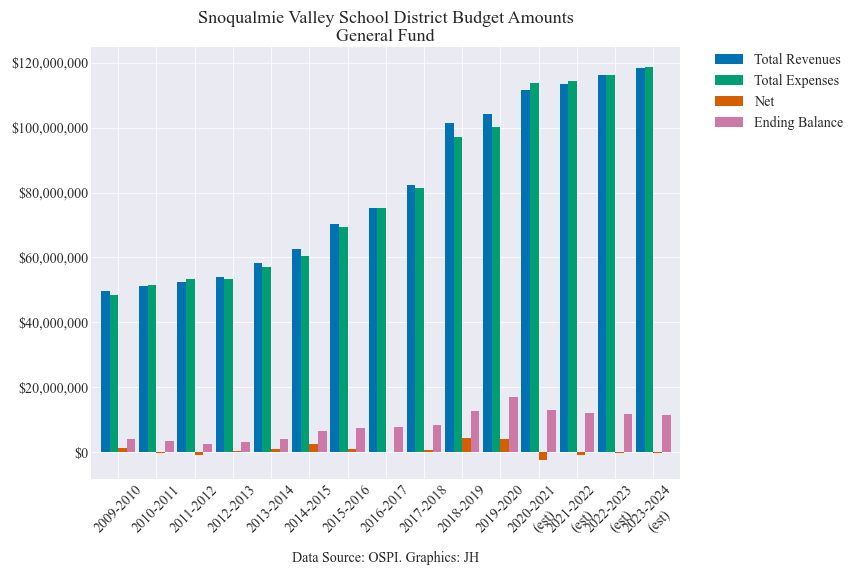 Snoqualmie Valley School District Budget Amounts
General Fund
$120,000,000
$100,000,000
$80,000,000
$60,000,000
$40,000,000
$20,000,000
$0
Total Revenues
Total Expenses
Net
Ending Balance
2009-2010
2010-2011
2011-2012
2012-2013
2013-2014
2014-2015
2015-2016
2016-2017
2017-2018
2018-2019
2019-2020
2020-2021
(est)
2021-2022
(est)
2022-2023
(est)
2023-2024
(est)
Data Source: OSPI. Graphics: JH